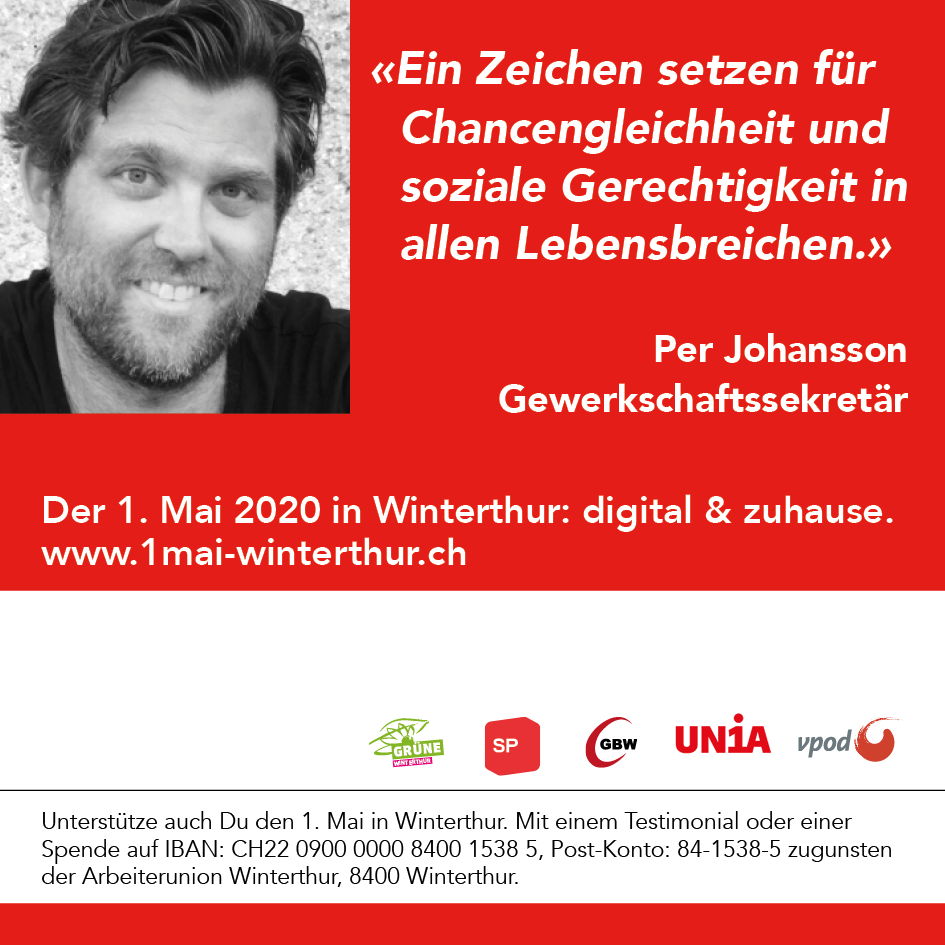 «Ein Zeichen setzen für
Chancengleichheit und
soziale Gerechtigkeit in
allen Lebensbreichen.»
Per Johansson
Gewerkschaftssekretär
Der 1. Mai 2020 in Winterthur: digital & zuhause.
www.1mai-winterthur.ch
GRÜNE
WINTERTHUR
SP
GBW
UNiA
vpod
Unterstütze auch Du den 1. Mai in Winterthur. Mit einem Testimonial oder einer
Spende auf IBAN: CH22 0900 0000 8400 1538 5, Post-Konto: 84-1538-5 zugunsten
der Arbeiterunion Winterthur, 8400 Winterthur.